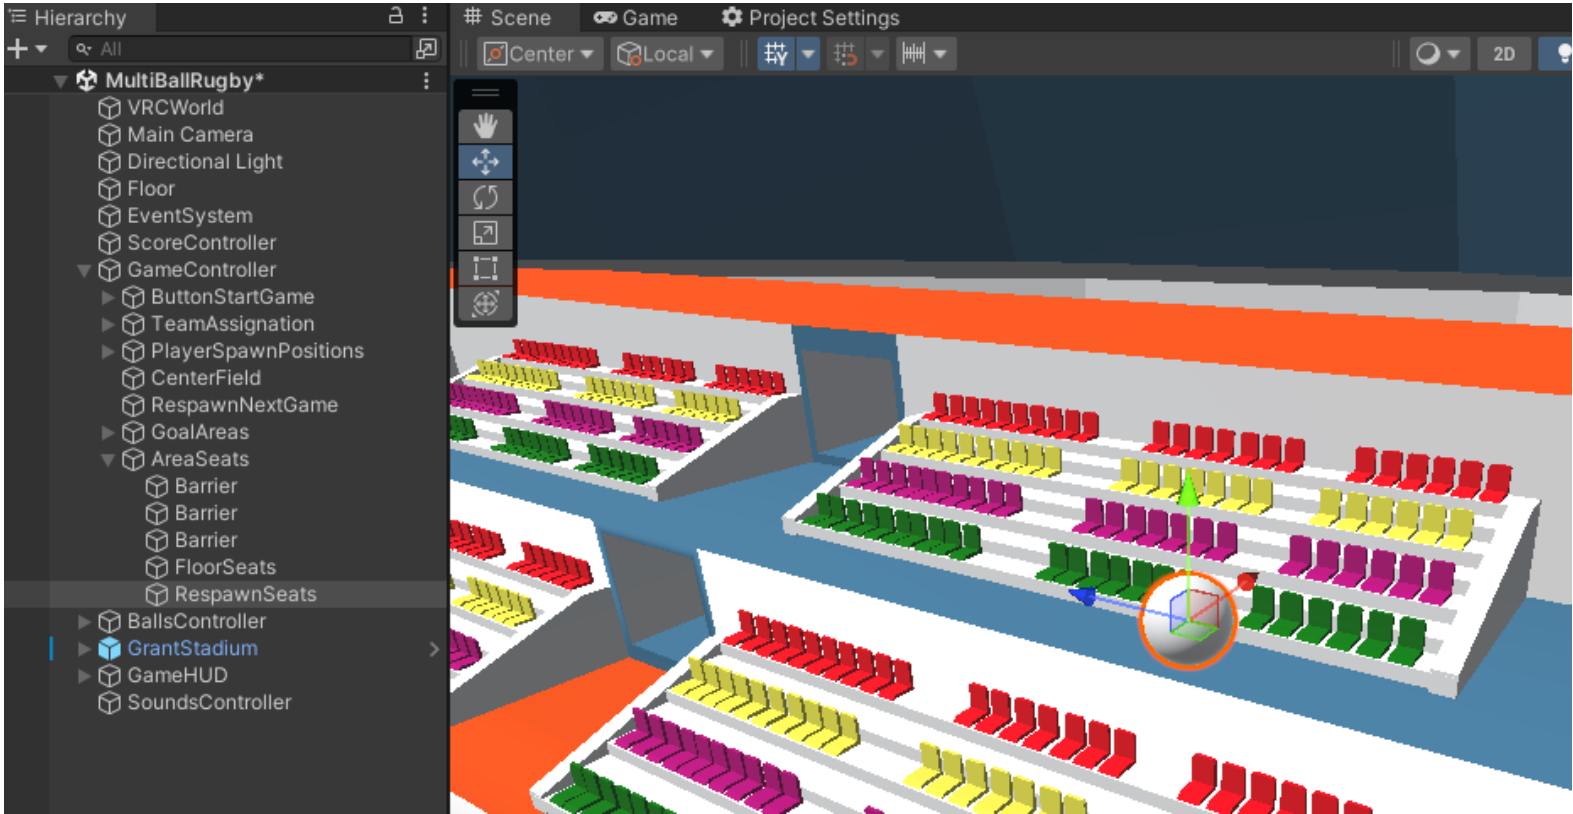 Hierarchy
All
MultiBallRugby*
VRCWorld
Main Camera
Directional Light
Floor
EventSystem
ScoreController
GameController
ButtonStartGame
TeamAssignation
PlayerSpawnPositions
CenterField
RespawnNextGame
GoalAreas
AreaSeats
Barrier
Barrier
Barrier
FloorSeats
RespawnSeats
BallsController
GrantStadium
GameHUD
SoundsController
Scene Game Project Settings
Center Local 2D